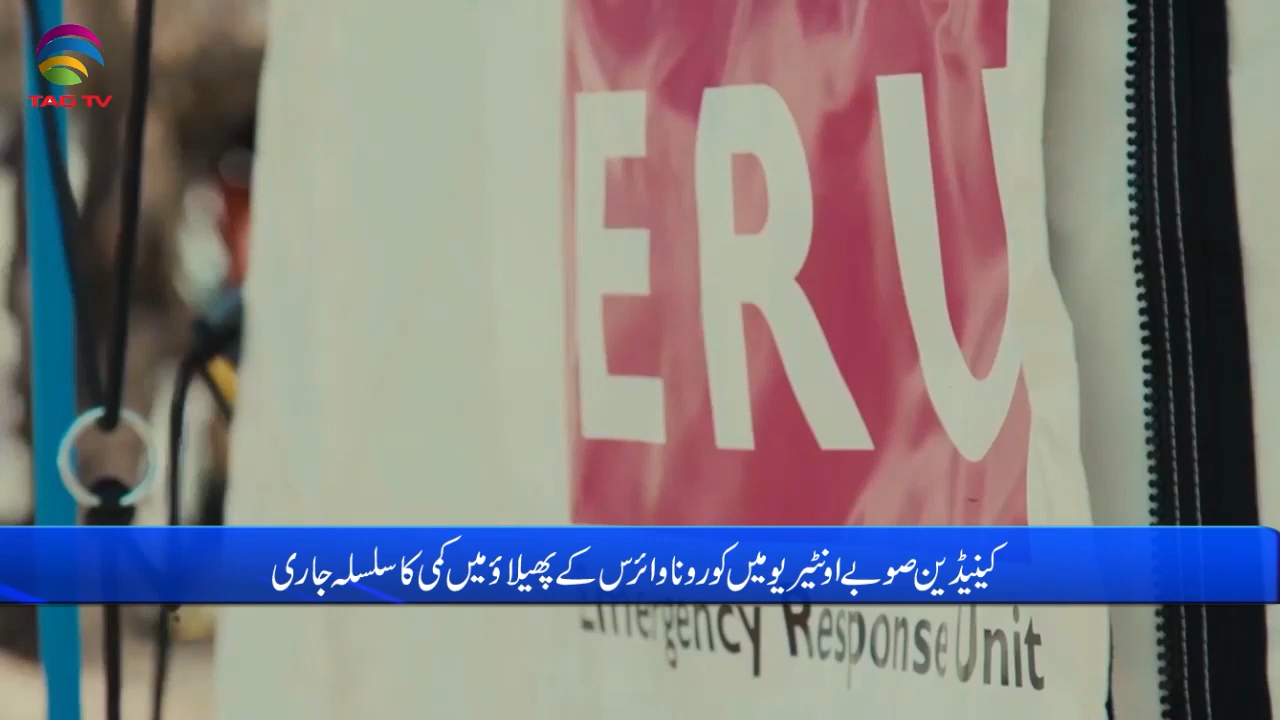 TAG TV
ERU
کینیڈین صوبے اونٹیریو میں کورونا وائرس کے پھیلاؤ میں کمی کا سلسلہ جاری
Emergency Response Unit